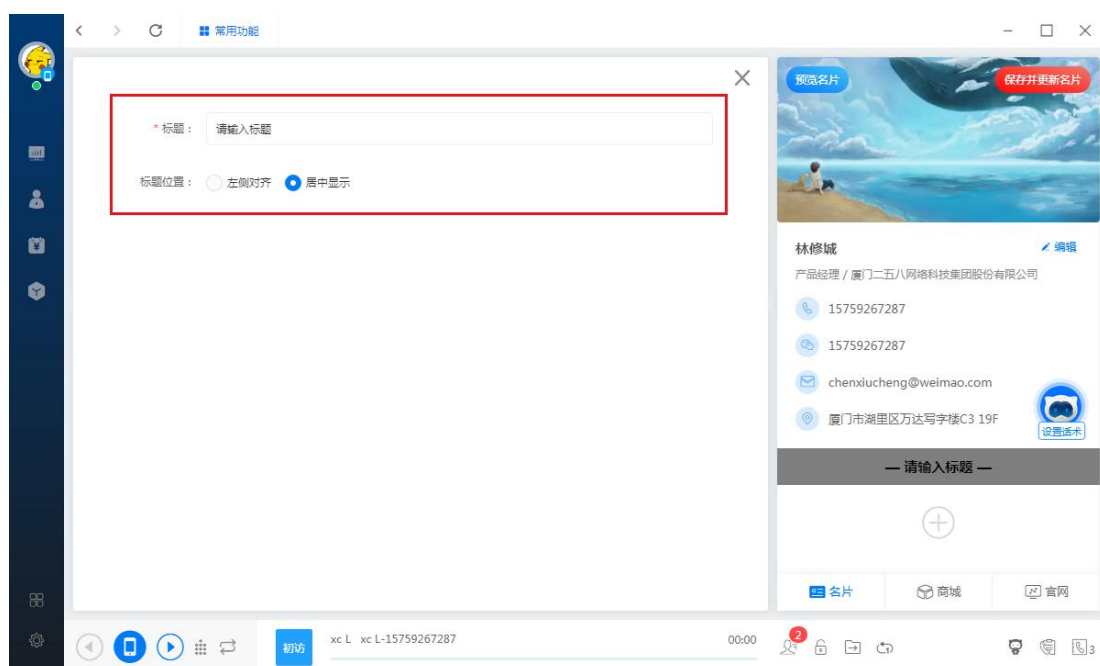 常用功能
* 标题：
请输入标题
标题位置：
左侧对齐
居中显示
预览名片
保存并更新名片
林修城
编辑
产品经理 / 厦门二五八网络科技集团股份有限公司
15759267287
15759267287
chenxiucheng@weimao.com
厦门市湖里区万达写字楼C3 19F
设置话术
— 请输入标题 —
名片
商城
官网
初访
xc L xc L-15759267287
00:00
2
3